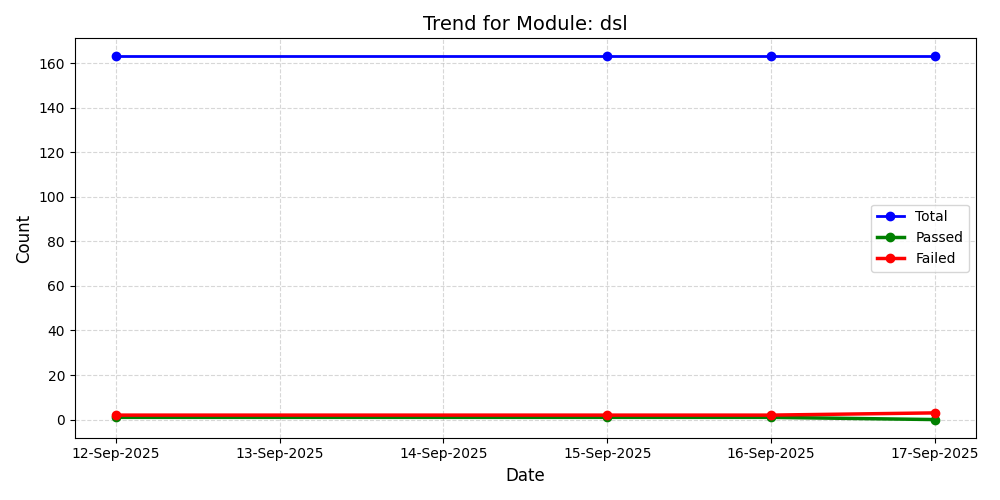 Trend for Module: dsl
Count
160
140
120
100
80
60
40
20
0
Total
Passed
Failed
12-Sep-2025 13-Sep-2025 14-Sep-2025 15-Sep-2025 16-Sep-2025 17-Sep-2025
Date